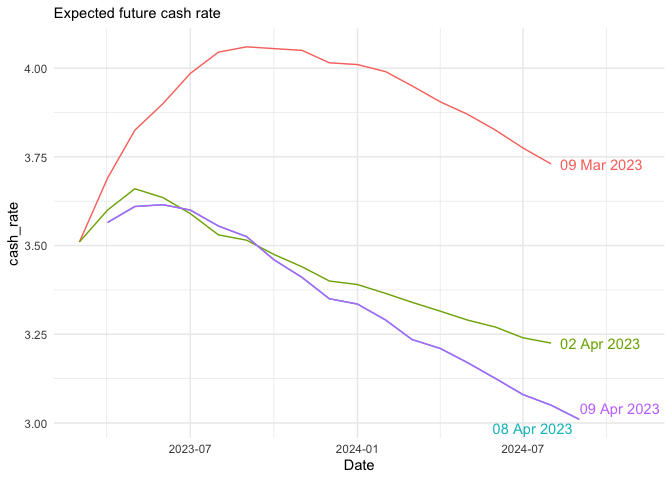 Expected future cash rate
4.00
3.75
3.50
3.25
3.00
cash_rate
09 Mar 2023
02 Apr 2023
09 Apr 2023
08 Apr 2023
2023-07
2024-01
2024-07
Date